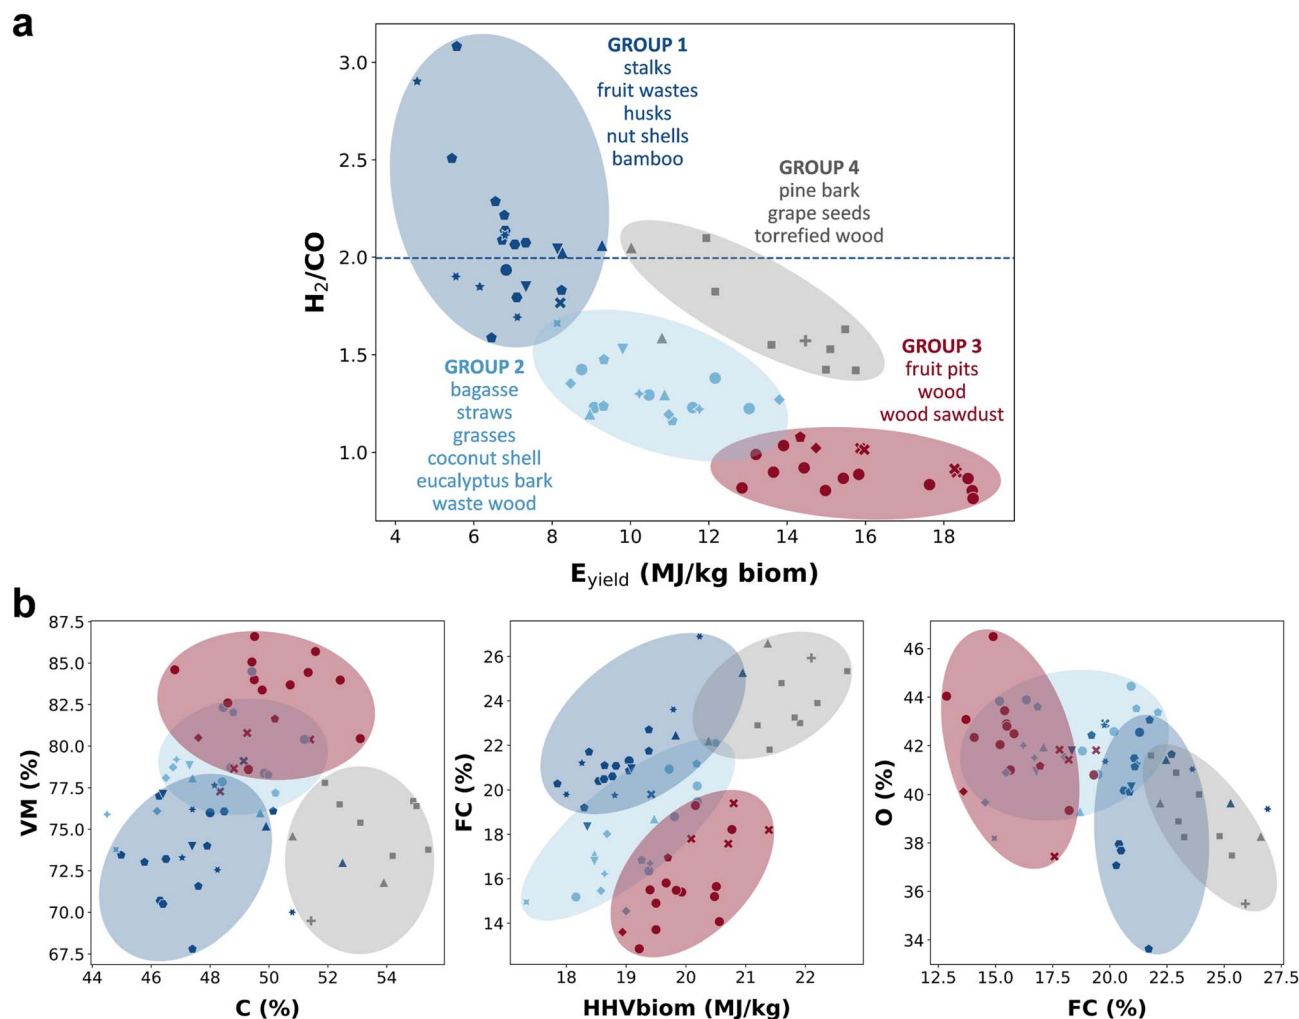 a
GROUP 1
stalks
fruit wastes
husks
nut shells
bamboo
GROUP 4
pine bark
grape seeds
torrefied wood
GROUP 3
fruit pits
wood
wood sawdust
GROUP 2
bagasse
straws
grasses
coconut shell
eucalyptus bark
waste wood
3.0
2.5
2.0
1.5
1.0
H₂/CO
4 6 8 10 12 14 16 18
E_yield (MJ/kg biom)
b
87.5
85.0
82.5
80.0
77.5
75.0
72.5
70.0
67.5
VM (%)
44 46 48 50 52 54
C (%)
26
24
22
20
18
16
14
FC (%)
18 19 20 21 22
HHVbiom (MJ/kg)
46
44
42
40
38
36
34
O (%)
12.5 15.0 17.5 20.0 22.5 25.0 27.5
FC (%)